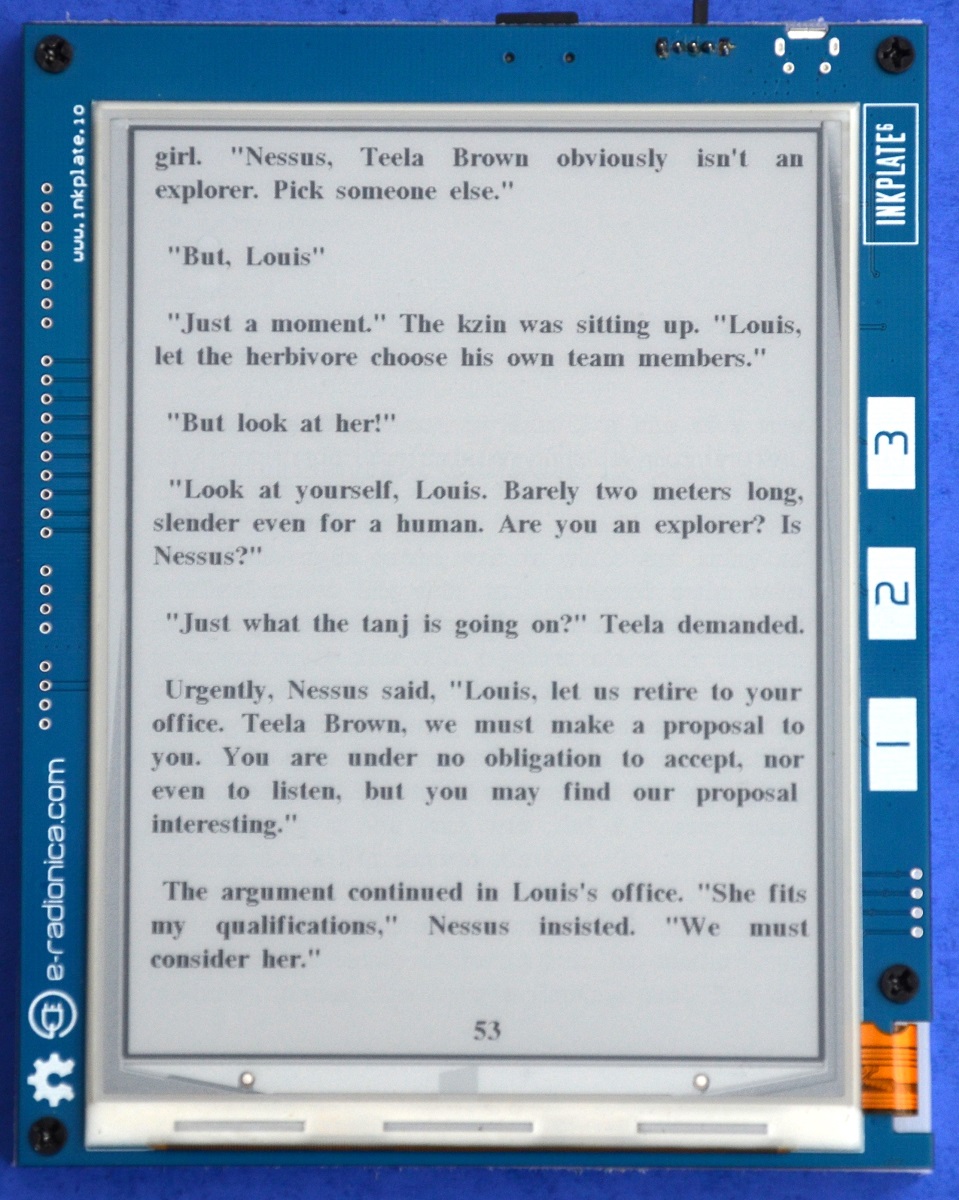 www.inkplate.io
INKPLATE6
girl. "Nessus, Teela Brown obviously isn't an
explorer. Pick someone else."
"But, Louis"
"Just a moment." The kzin was sitting up. "Louis,
let the herbivore choose his own team members."
"But look at her!"
"Look at yourself, Louis. Barely two meters long,
slender even for a human. Are you an explorer? Is
Nessus?"
"Just what the tanj is going on?" Teela demanded.
Urgently, Nessus said, "Louis, let us retire to your
office. Teela Brown, we must make a proposal to
you. You are under no obligation to accept, nor
even to listen, but you may find our proposal
interesting."
The argument continued in Louis's office. "She fits
my qualifications," Nessus insisted. "We must
consider her."
53
3
2
1
e-radionica.com